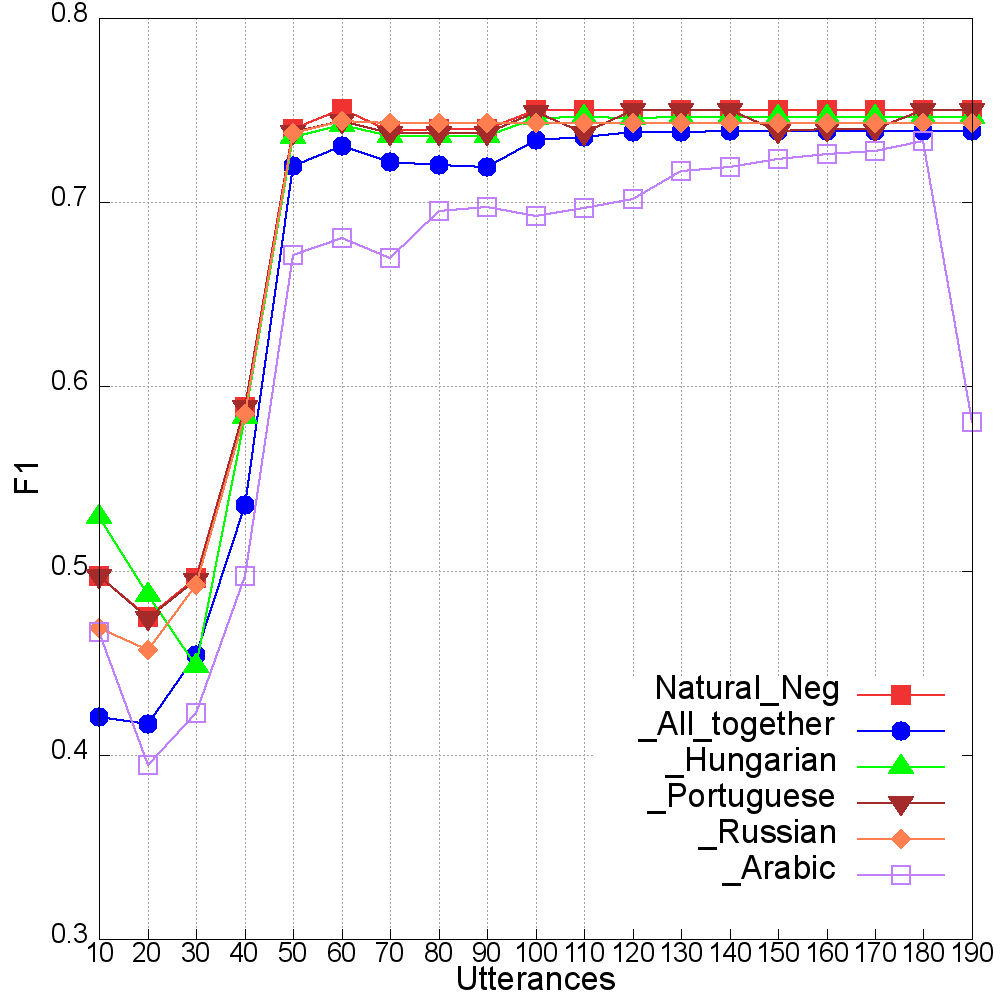 0.8
0.7
0.6
0.5
0.4
0.3
F1
Natural_Neg
_All_together
_Hungarian
_Portuguese
_Russian
_Arabic
10 20 30 40 50 60 70 80 90 100 110 120 130 140 150 160 170 180 190
Utterances